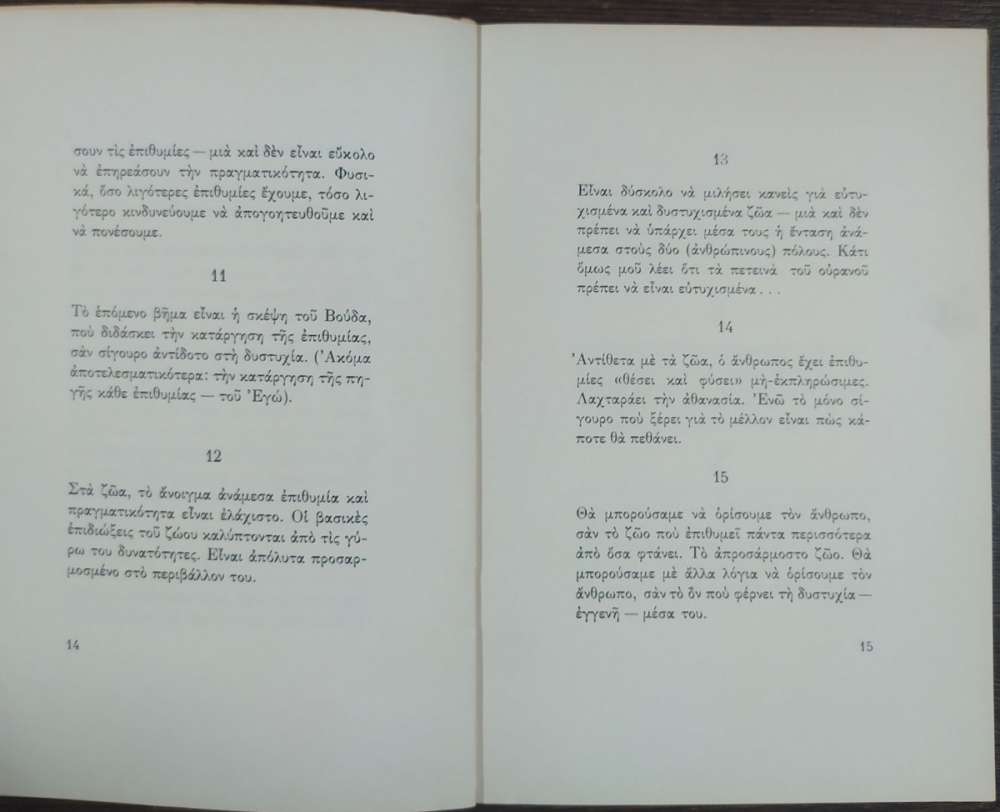 σουν τὶς ἐπιθυμίες — μιὰ καὶ δὲν εἶναι εὔκολο
νὰ ἐπηρεάσουν τὴν πραγματικότητα. Φυσι-
κά, ὅσο λιγότερες ἐπιθυμίες ἔχουμε, τόσο λι-
γότερο κινδυνεύουμε νὰ ἀπογοητευθοῦμε καὶ
νὰ πονέσουμε.
11
Τὸ ἑπόμενο βῆμα εἶναι ἡ σκέψη τοῦ Βούδα,
ποὺ διδάσκει τὴν κατάργηση τῆς ἐπιθυμίας,
σὰν σίγουρο ἀντίδοτο στὴ δυστυχία. (Ἀκόμα
ἀποτελεσματικότερα: τὴν κατάργηση τῆς πη-
γῆς κάθε ἐπιθυμίας — τοῦ Ἐγώ).
12
Στὰ ζῶα, τὸ ἄνοιγμα ἀνάμεσα ἐπιθυμία καὶ
πραγματικότητα εἶναι ἐλάχιστο. Οἱ βασικὲς
ἐπιδιώξεις τοῦ ζώου καλύπτονται ἀπὸ τὶς γύ-
ρω του δυνατότητες. Εἶναι ἀπόλυτα προσαρ-
μοσμένο στὸ περιβάλλον του.
14
13
Εἶναι δύσκολο νὰ μιλήσει κανεὶς γιὰ εὐτυ-
χισμένα καὶ δυστυχισμένα ζῶα — μιὰ καὶ δὲν
πρέπει νὰ ὑπάρχει μέσα τους ἡ ἔνταση ἀνά-
μεσα στοὺς δύο (ἀνθρώπινους) πόλους. Κάτι
ὅμως μοῦ λέει ὅτι τὰ πετεινὰ τοῦ οὐρανοῦ
πρέπει νὰ εἶναι εὐτυχισμένα . . .
14
Ἀντίθετα μὲ τὰ ζῶα, ὁ ἄνθρωπος ἔχει ἐπιθυ-
μίες «θέσει καὶ φύσει» μὴ-ἐκπληρώσιμες.
Λαχταράει τὴν ἀθανασία. Ἐνῶ τὸ μόνο σί-
γουρο ποὺ ξέρει γιὰ τὸ μέλλον εἶναι πὼς κά-
ποτε θὰ πεθάνει.
15
Θὰ μπορούσαμε νὰ ὁρίσουμε τὸν ἄνθρωπο,
σὰν τὸ ζῶο ποὺ ἐπιθυμεῖ πάντα περισσότερα
ἀπὸ ὅσα φτάνει. Τὸ ἀπροσάρμοστο ζῶο. Θὰ
μπορούσαμε μὲ ἄλλα λόγια νὰ ὁρίσουμε τὸν
ἄνθρωπο, σὰν τὸ ὂν ποὺ φέρνει τὴ δυστυχία —
ἐγγενῆ — μέσα του.
15